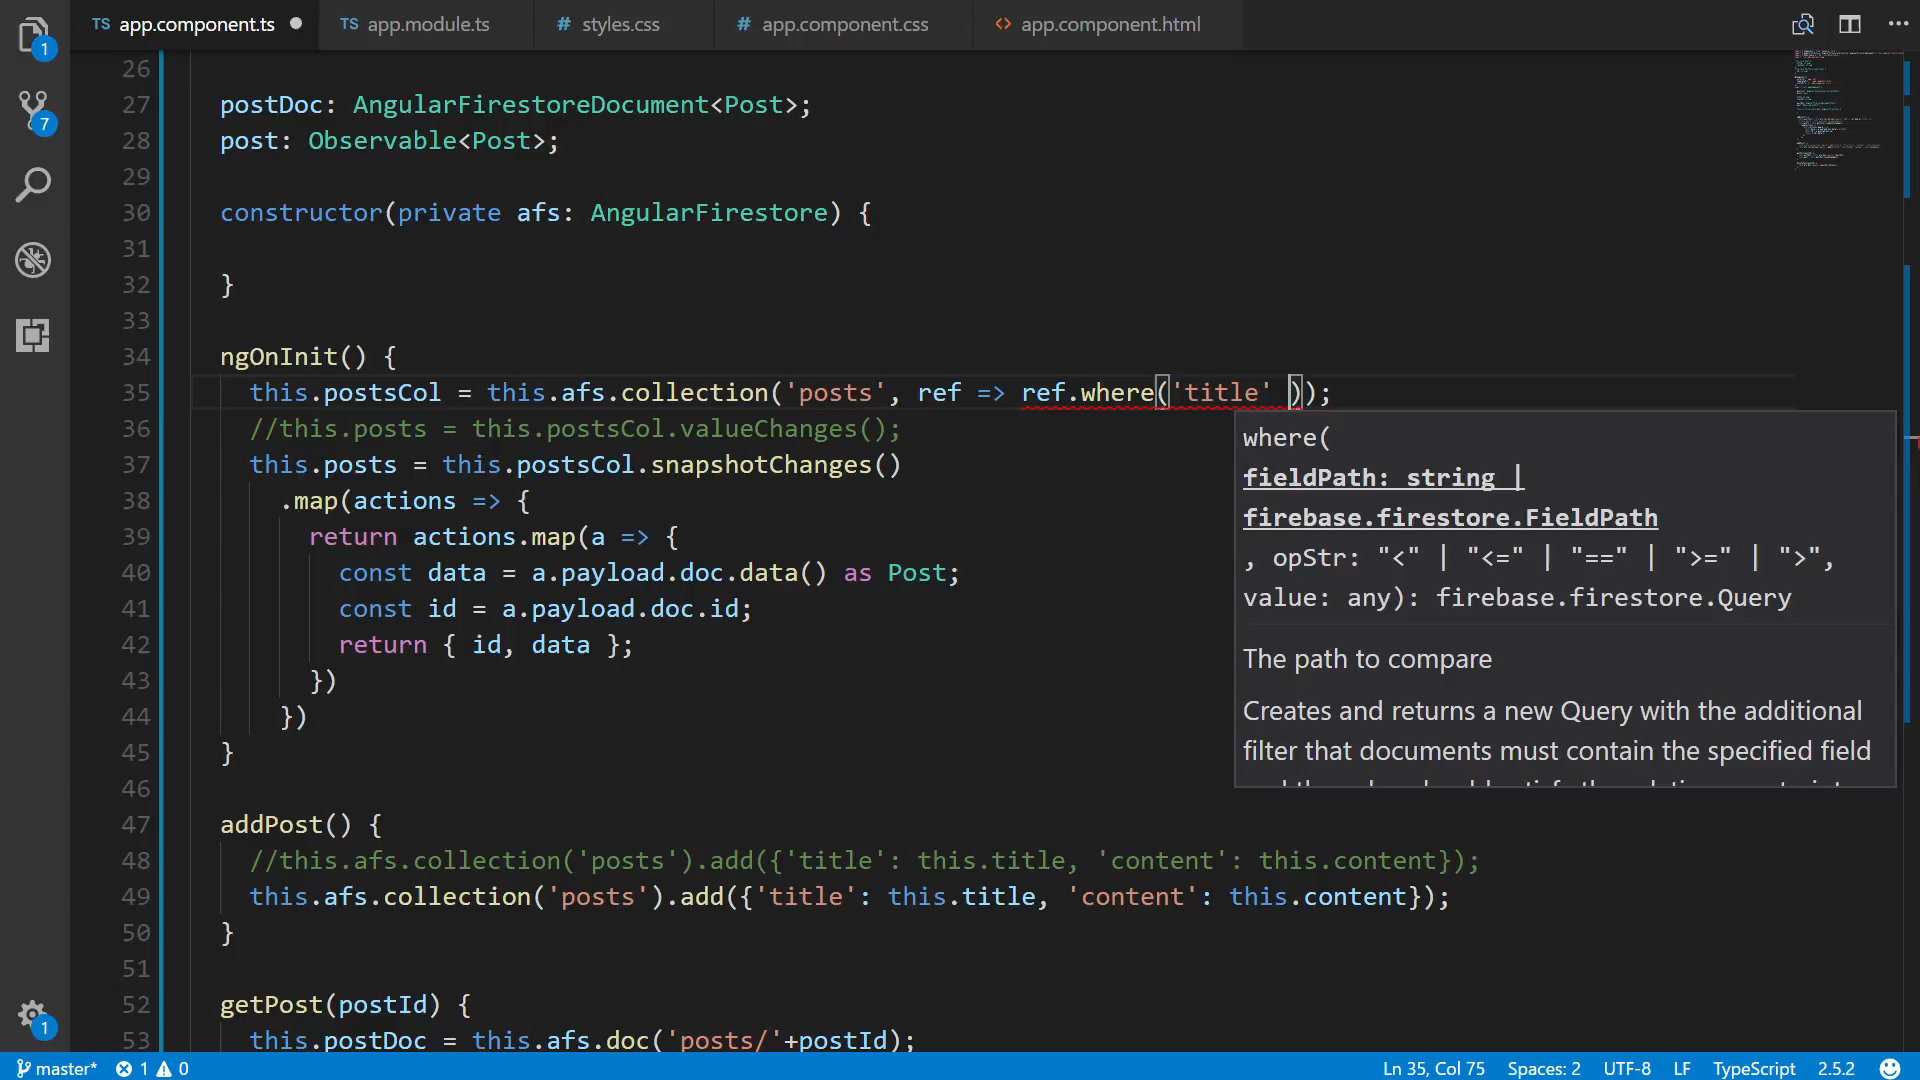 1
TS app.component.ts
TS app.module.ts
# styles.css
# app.component.css
<> app.component.html
7
26
27 postDoc: AngularFirestoreDocument<Post>;
28 post: Observable<Post>;
29
30 constructor(private afs: AngularFirestore) {
31
32 }
33
34 ngOnInit() {
35 this.postsCol = this.afs.collection('posts', ref => ref.where('title' ));
36 //this.posts = this.postsCol.valueChanges();
37 this.posts = this.postsCol.snapshotChanges()
38 .map(actions => {
39 return actions.map(a => {
40 const data = a.payload.doc.data() as Post;
41 const id = a.payload.doc.id;
42 return { id, data };
43 })
44 })
45 }
46
47 addPost() {
48 //this.afs.collection('posts').add({'title': this.title, 'content': this.content});
49 this.afs.collection('posts').add({'title': this.title, 'content': this.content});
50 }
51
52 getPost(postId) {
53 this.postDoc = this.afs.doc('posts/'+postId);
where(
fieldPath: string |
firebase.firestore.FieldPath
, opStr: "<" | "<=" | "==" | ">=" | ">",
value: any): firebase.firestore.Query
The path to compare
Creates and returns a new Query with the additional
filter that documents must contain the specified field
1
master* 1 0 Ln 35, Col 75 Spaces: 2 UTF-8 LF TypeScript 2.5.2